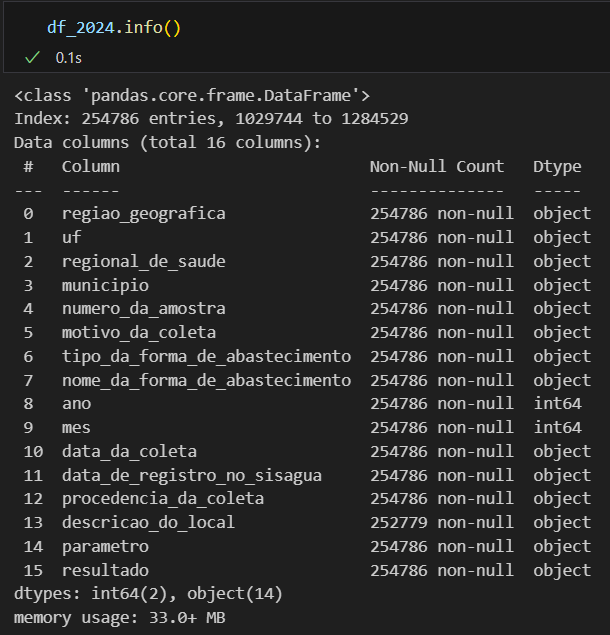 df_2024.info()
✓ 0.1s
<class 'pandas.core.frame.DataFrame'>
Index: 254786 entries, 1029744 to 1284529
Data columns (total 16 columns):
 #   Column                        Non-Null Count   Dtype
---  ------                        --------------   -----
 0   regiao_geografica             254786 non-null  object
 1   uf                            254786 non-null  object
 2   regional_de_saude             254786 non-null  object
 3   municipio                     254786 non-null  object
 4   numero_da_amostra             254786 non-null  object
 5   motivo_da_coleta              254786 non-null  object
 6   tipo_da_forma_de_abastecimento  254786 non-null  object
 7   nome_da_forma_de_abastecimento  254786 non-null  object
 8   ano                           254786 non-null  int64
 9   mes                           254786 non-null  int64
 10  data_da_coleta                254786 non-null  object
 11  data_de_registro_no_sisagua   254786 non-null  object
 12  procedencia_da_coleta         254786 non-null  object
 13  descricao_do_local            252779 non-null  object
 14  parametro                     254786 non-null  object
 15  resultado                     254786 non-null  object
dtypes: int64(2), object(14)
memory usage: 33.0+ MB